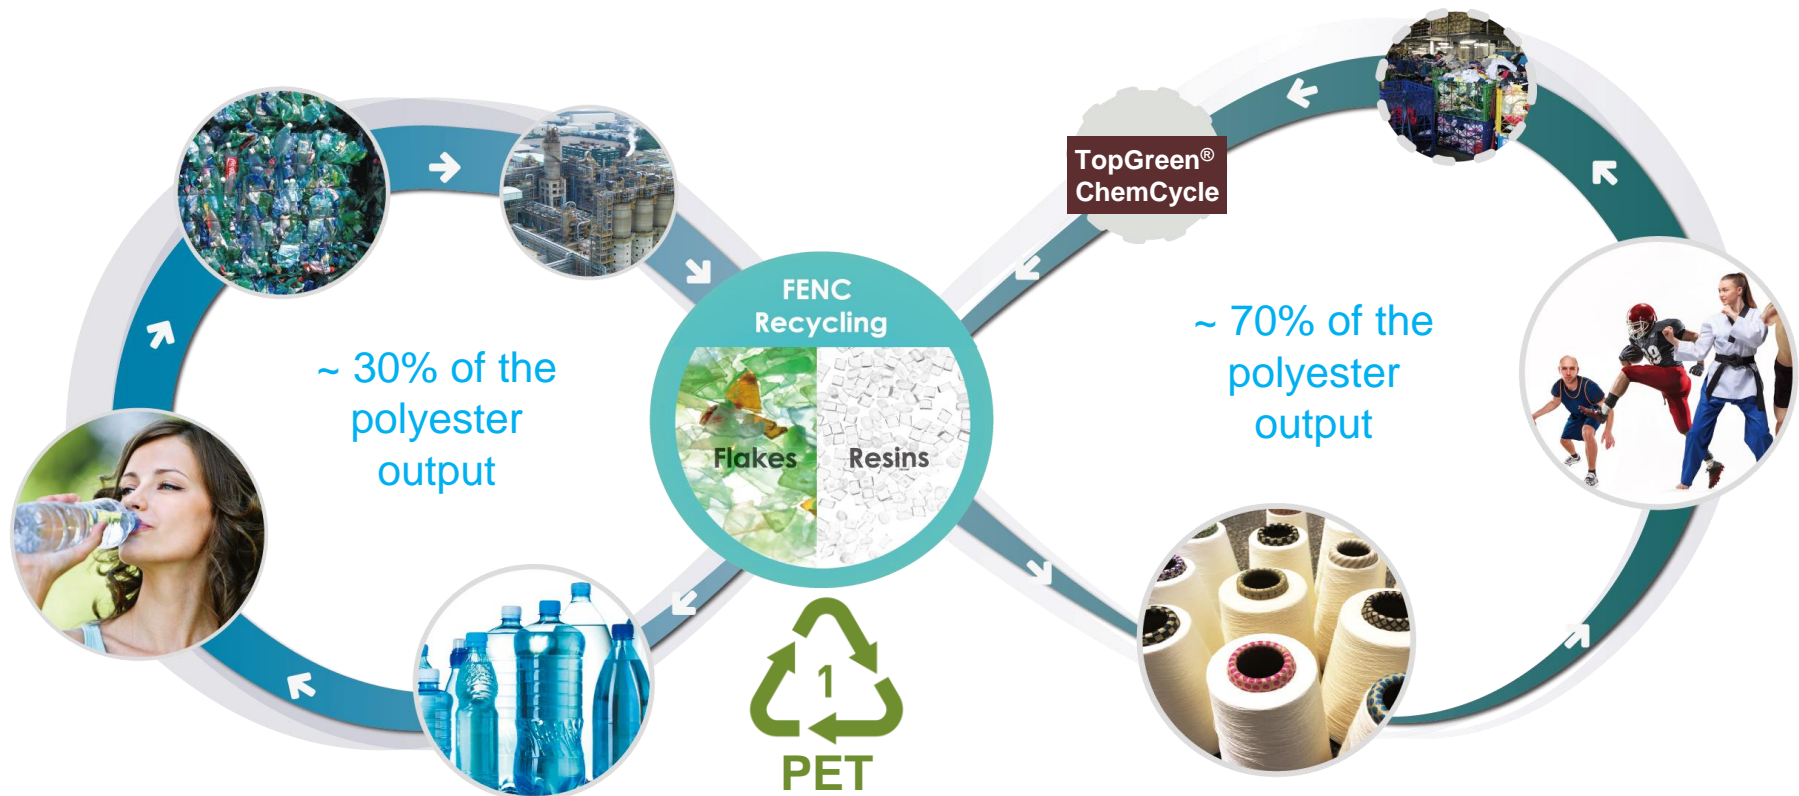 TopGreen®
ChemCycle
FENC
Recycling
Flakes
Resins
~ 30% of the
polyester
output
~ 70% of the
polyester
output
1
PET